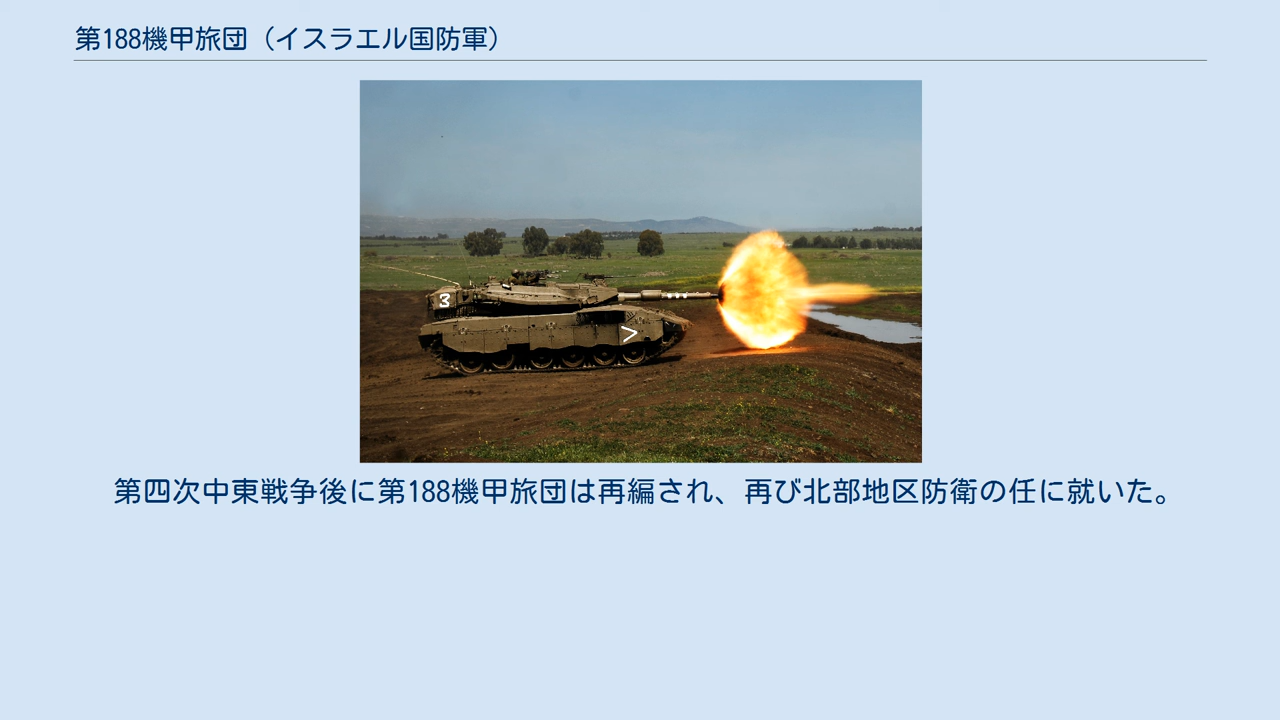 第188機甲旅団（イスラエル国防軍）
3
>
第四次中東戦争後に第188機甲旅団は再編され、再び北部地区防衛の任に就いた。